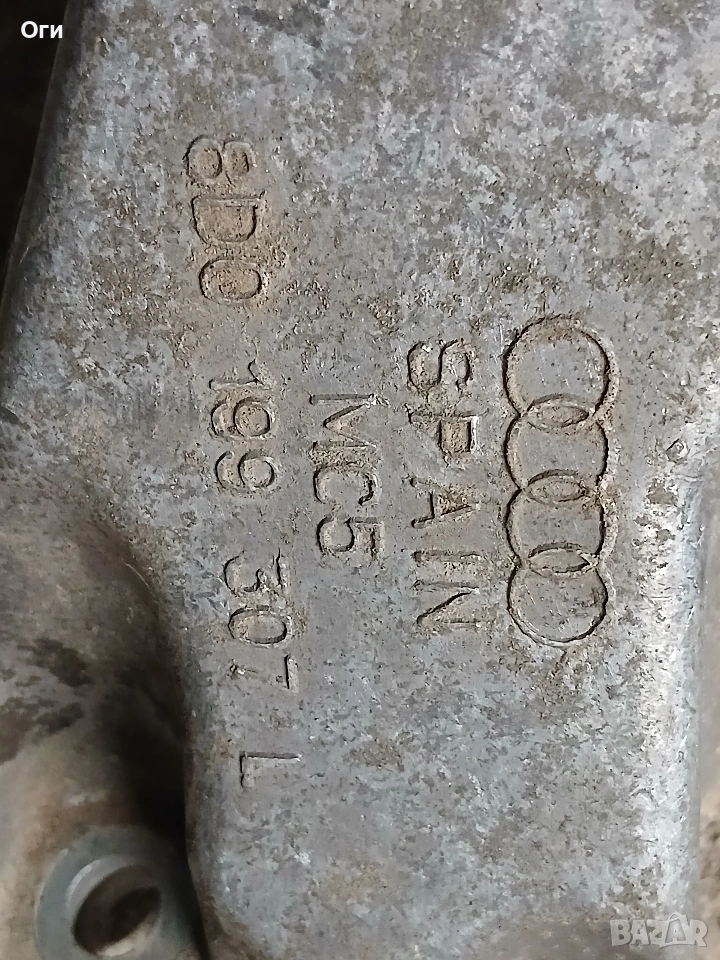 Оги
SPAIN
MC5
8D0 199 307 L
BAZAR